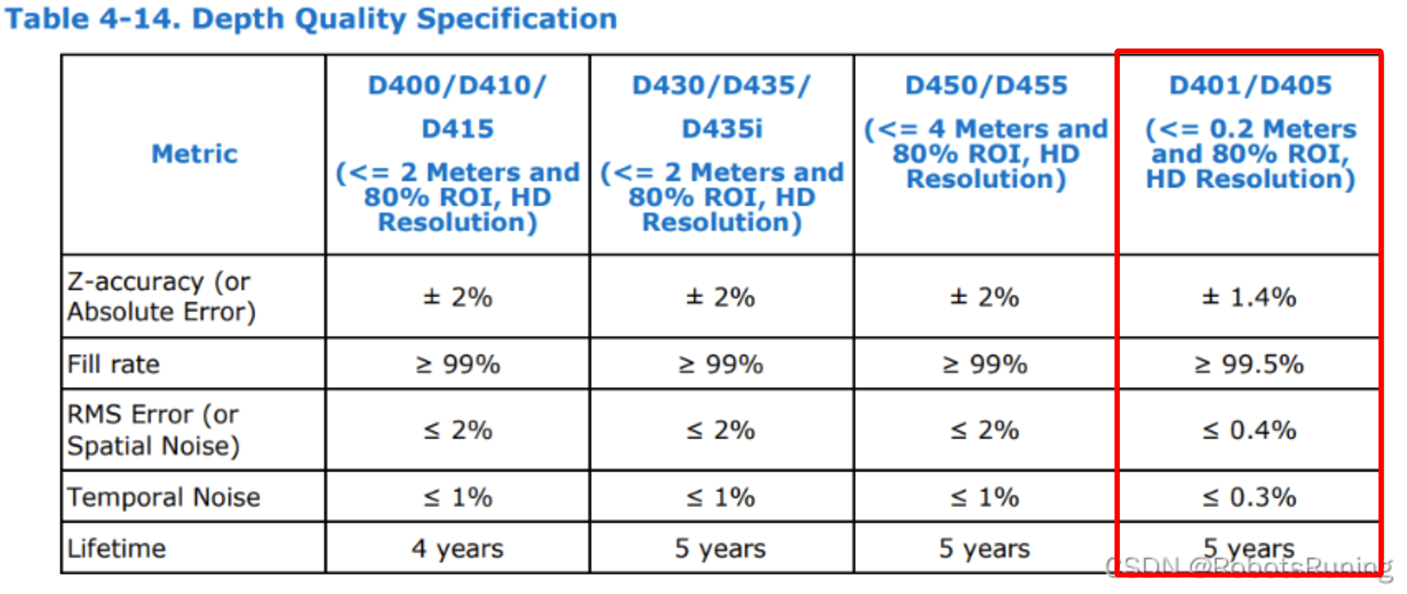 Table 4-14. Depth Quality Specification
Metric
D400/D410/
D415
(<= 2 Meters and
80% ROI, HD
Resolution)
D430/D435/
D435i
(<= 2 Meters and
80% ROI, HD
Resolution)
D450/D455
(<= 4 Meters and
80% ROI, HD
Resolution)
D401/D405
(<= 0.2 Meters
and 80% ROI,
HD Resolution)
Z-accuracy (or
Absolute Error)
± 2%
± 2%
± 2%
± 1.4%
Fill rate
≥ 99%
≥ 99%
≥ 99%
≥ 99.5%
RMS Error (or
Spatial Noise)
≤ 2%
≤ 2%
≤ 2%
≤ 0.4%
Temporal Noise
≤ 1%
≤ 1%
≤ 1%
≤ 0.3%
Lifetime
4 years
5 years
5 years
5 years
CSDN @RobotsRuning